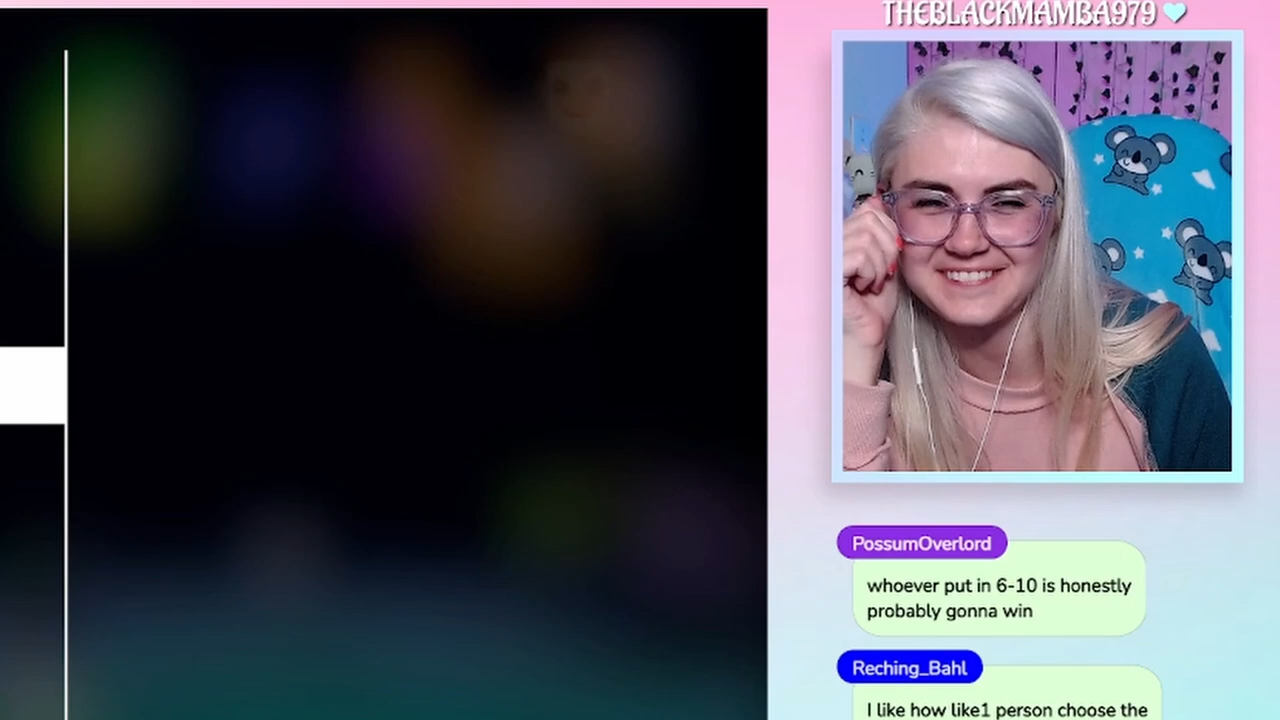 THEBLACKMAMBA979
PossumOverlord
whoever put in 6-10 is honestly
probably gonna win
Reching_Bahl
I like how like1 person choose the